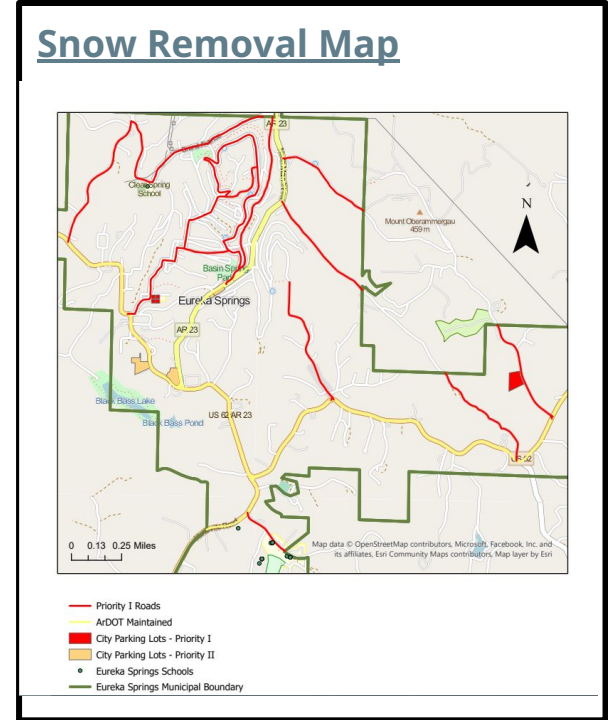 Snow Removal Map
AR 23
Clear Spring
School
N
Mount Oberammergau
459 m
Basin Spring
Park
Eureka Springs
AR 23
Black Bass Lake
US 62 AR 23
Black Bass Pond
US 62
0 0.13 0.25 Miles
Map data © OpenStreetMap contributors, Microsoft, Facebook, Inc. and
its affiliates, Esri Community Maps contributors, Map layer by Esri
Priority I Roads
ArDOT Maintained
City Parking Lots - Priority I
City Parking Lots - Priority II
Eureka Springs Schools
Eureka Springs Municipal Boundary